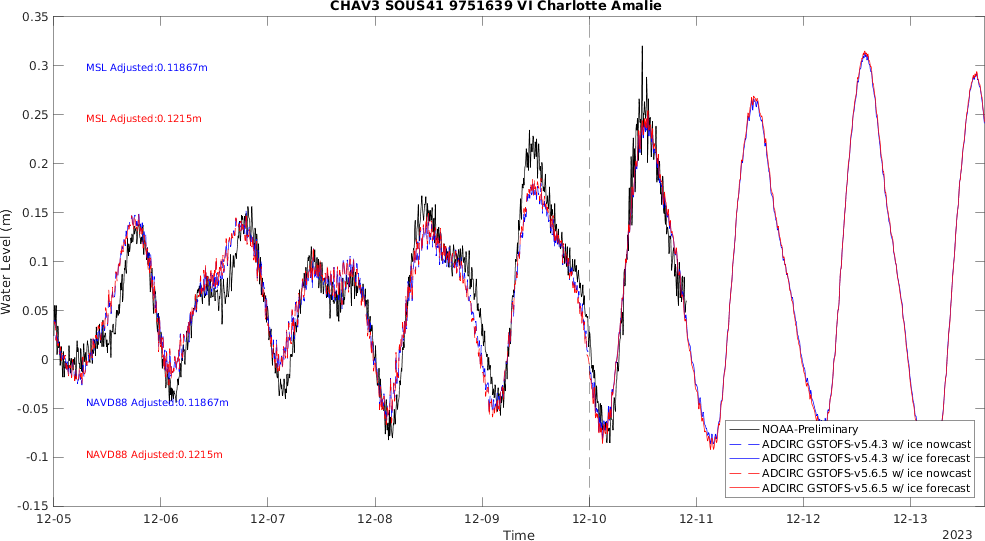 CHAV3 SOUS41 9751639 VI Charlotte Amalie
0.35
0.3
0.25
0.2
0.15
0.1
0.05
0
-0.05
-0.1
-0.15
Water Level (m)
MSL Adjusted:0.11867m
MSL Adjusted:0.1215m
NAVD88 Adjusted:0.11867m
NAVD88 Adjusted:0.1215m
NOAA-Preliminary
ADCIRC GSTOFS-v5.4.3 w/ ice nowcast
ADCIRC GSTOFS-v5.4.3 w/ ice forecast
ADCIRC GSTOFS-v5.6.5 w/ ice nowcast
ADCIRC GSTOFS-v5.6.5 w/ ice forecast
12-05 12-06 12-07 12-08 12-09 12-10 12-11 12-12 12-13
Time
2023